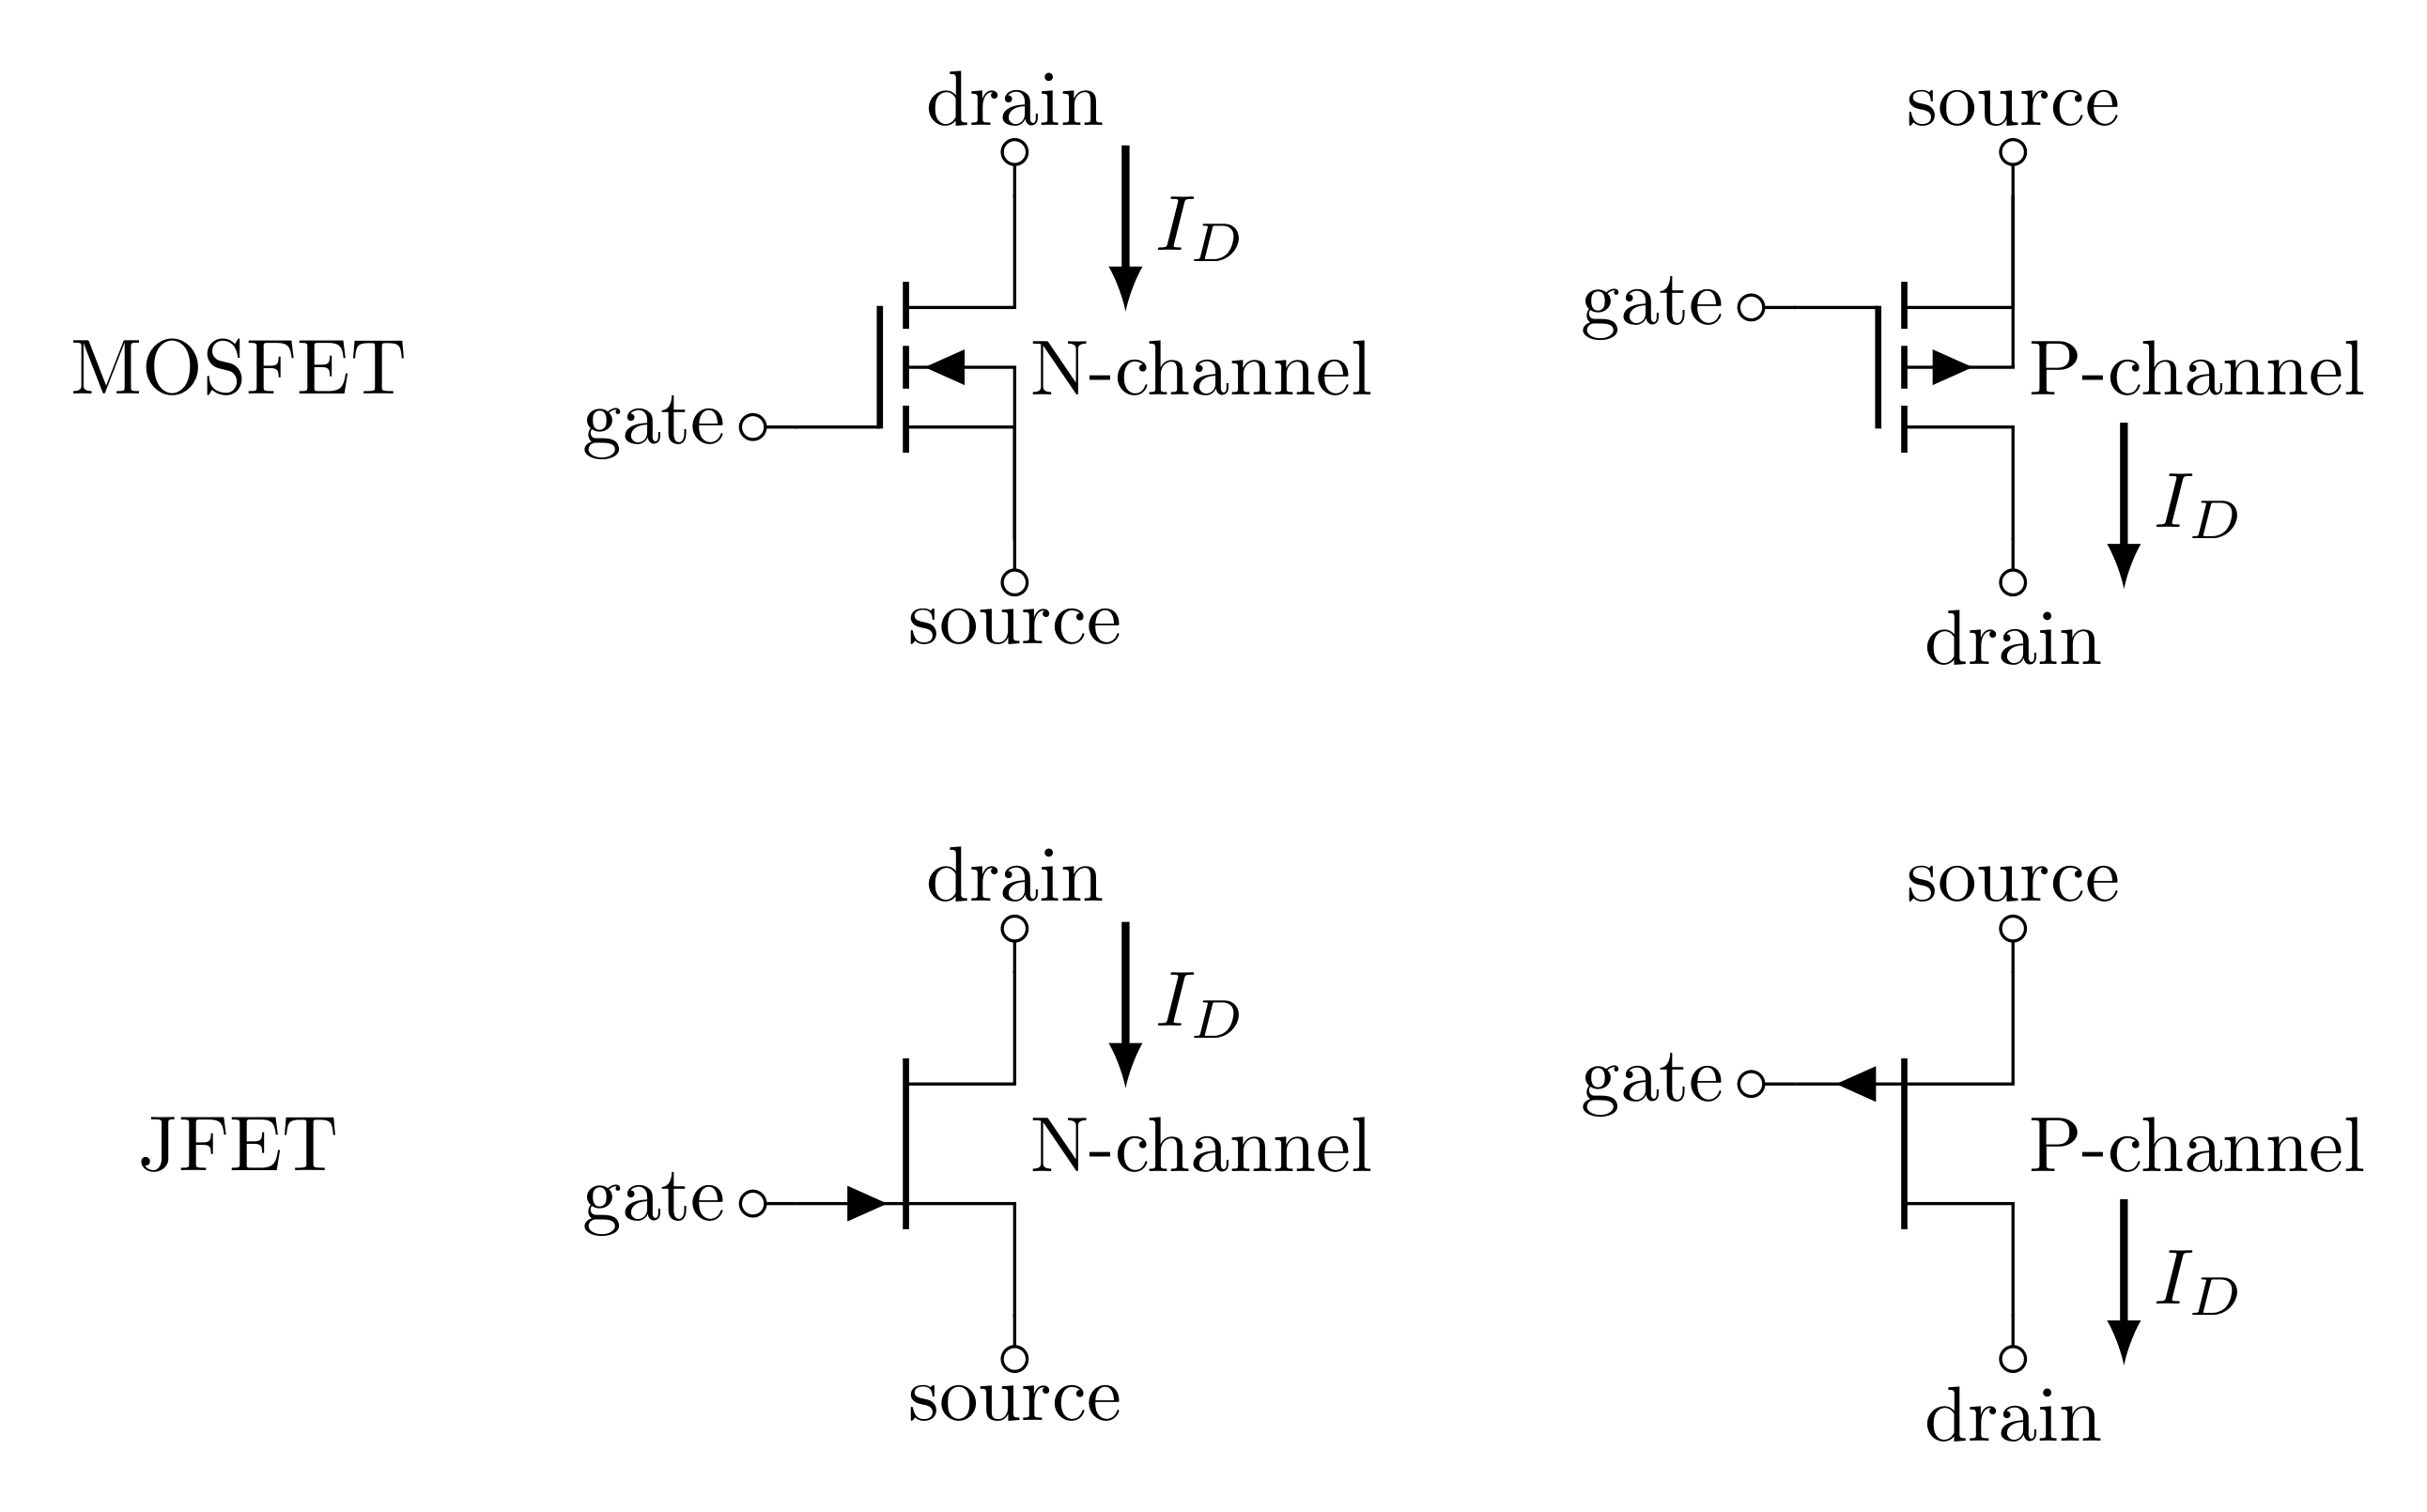 drain
I_D
MOSFET
gate
N-channel
source
source
gate
P-channel
I_D
drain
drain
I_D
JFET
gate
N-channel
source
source
gate
P-channel
I_D
drain